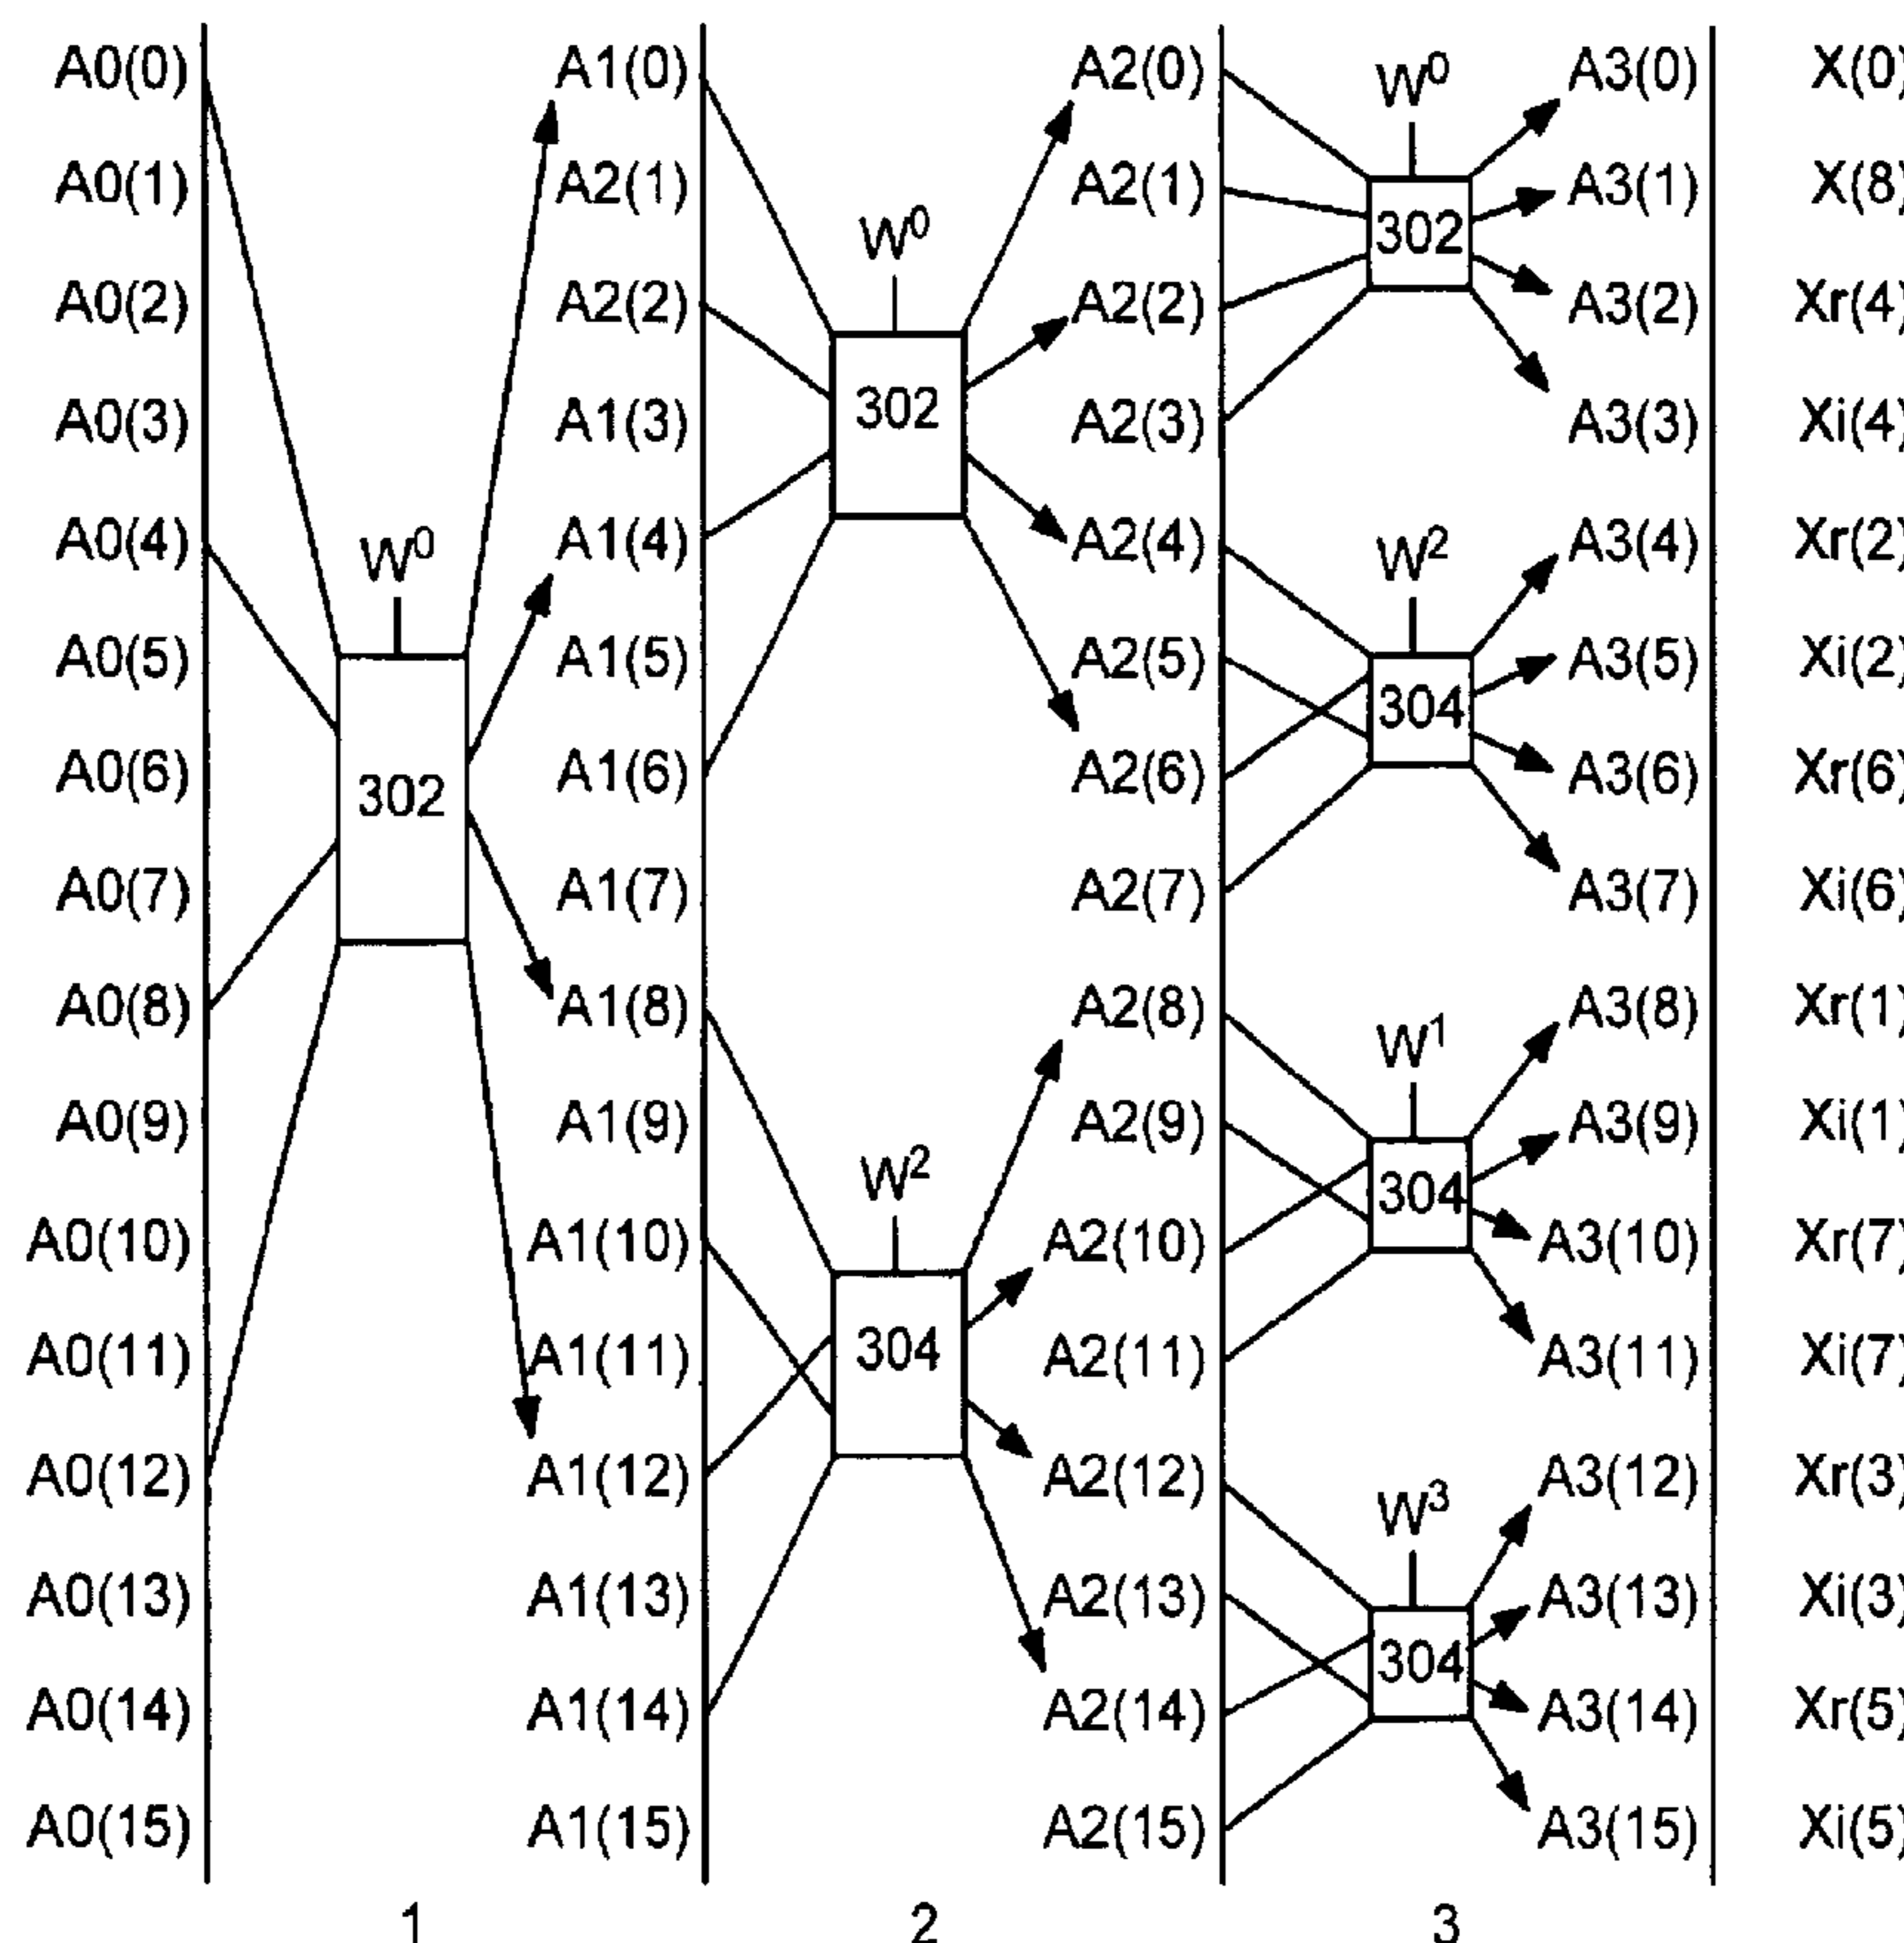 A0(0) A1(0) A2(0) W0 A3(0) X(0)
A0(1) A2(1) A2(1) A3(1) X(8)
W0 302
A0(2) A2(2) A2(2) A3(2) Xr(4)
A0(3) A1(3) 302 A2(3) A3(3) Xi(4)
A0(4) W0 A1(4) A2(4) W2 A3(4) Xr(2)
A0(5) A1(5) A2(5) A3(5) Xi(2)
304
A0(6) 302 A1(6) A2(6) A3(6) Xr(6)
A0(7) A1(7) A2(7) A3(7) Xi(6)
A0(8) A1(8) A2(8) W1 A3(8) Xr(1)
A0(9) A1(9) A2(9) A3(9) Xi(1)
W2 304
A0(10) A1(10) A2(10) A3(10) Xr(7)
A0(11) A1(11) 304 A2(11) A3(11) Xi(7)
A0(12) A1(12) A2(12) W3 A3(12) Xr(3)
A0(13) A1(13) A2(13) A3(13) Xi(3)
304
A0(14) A1(14) A2(14) A3(14) Xr(5)
A0(15) A1(15) A2(15) A3(15) Xi(5)
1 2 3